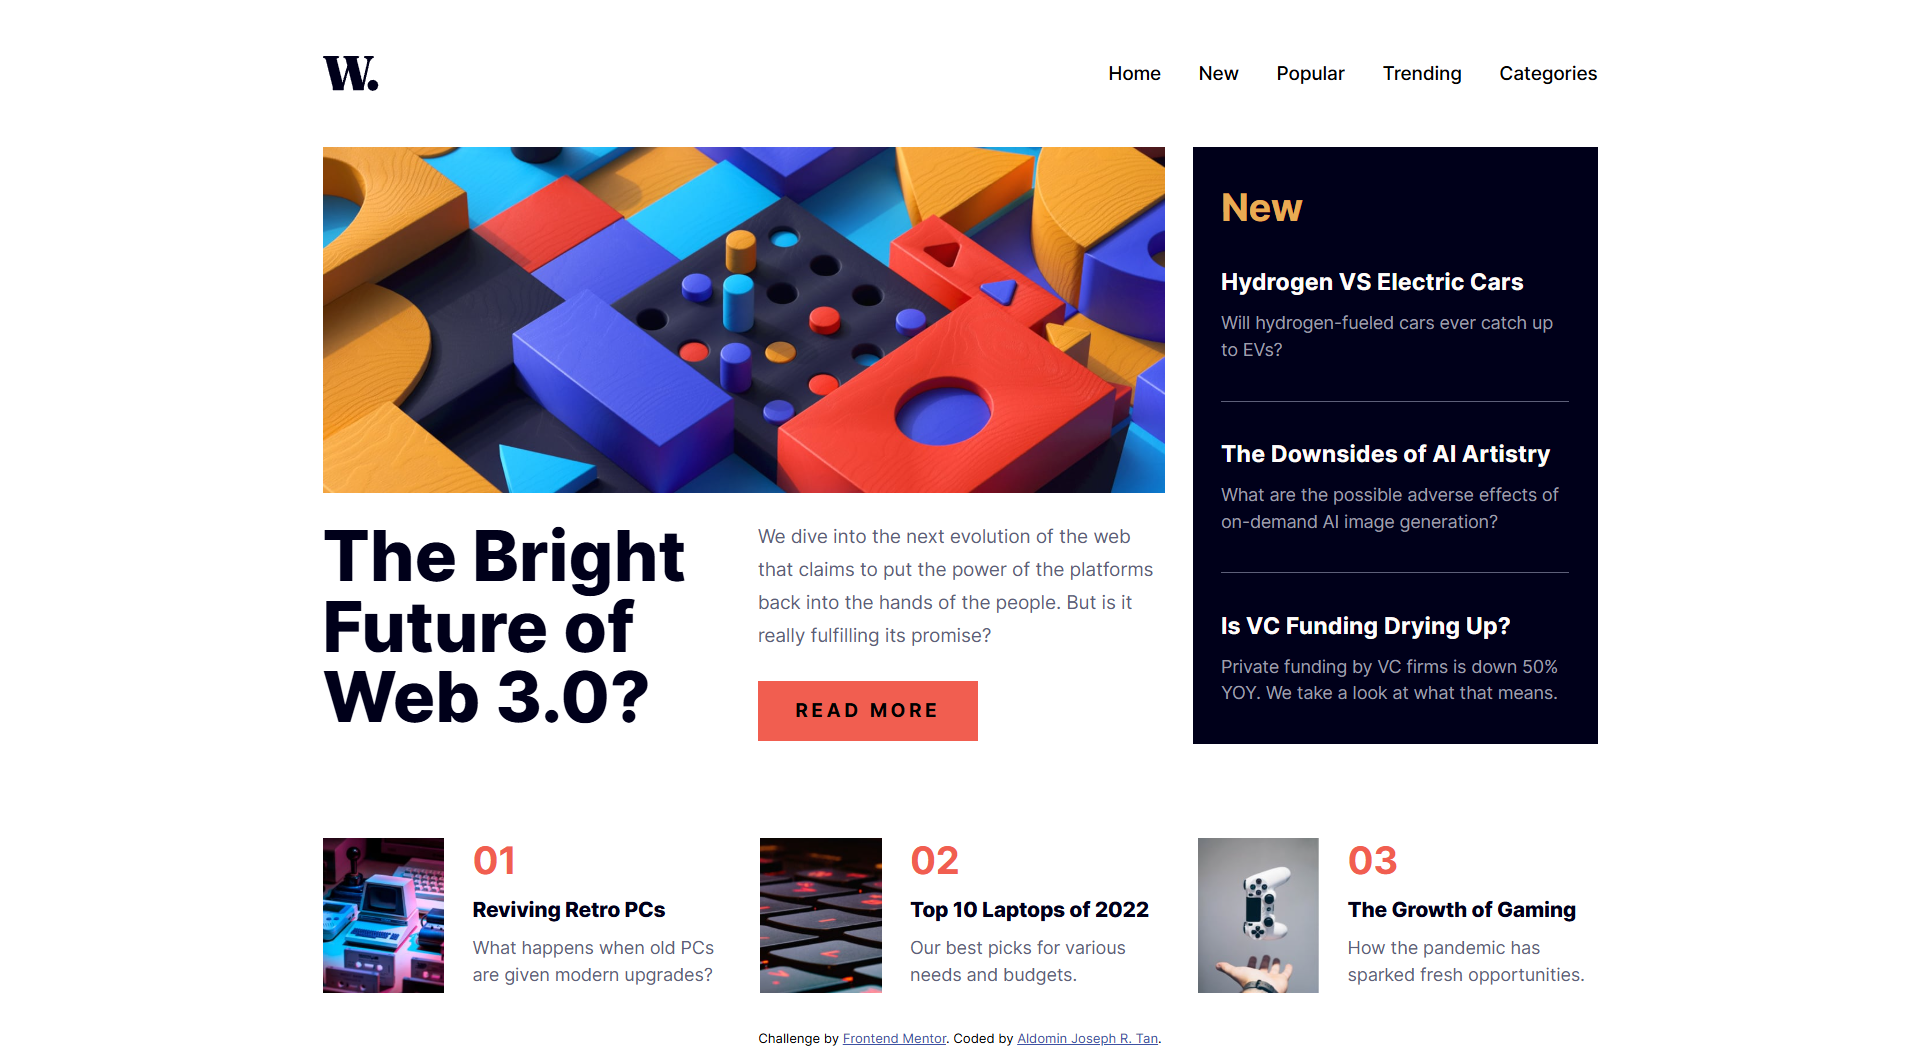 W.
Home New Popular Trending Categories
New
Hydrogen VS Electric Cars
Will hydrogen-fueled cars ever catch up
to EVs?
The Downsides of AI Artistry
What are the possible adverse effects of
on-demand AI image generation?
Is VC Funding Drying Up?
Private funding by VC firms is down 50%
YOY. We take a look at what that means.
The Bright
Future of
Web 3.0?
We dive into the next evolution of the web
that claims to put the power of the platforms
back into the hands of the people. But is it
really fulfilling its promise?
READ MORE
01
Reviving Retro PCs
What happens when old PCs
are given modern upgrades?
02
Top 10 Laptops of 2022
Our best picks for various
needs and budgets.
03
The Growth of Gaming
How the pandemic has
sparked fresh opportunities.
Challenge by Frontend Mentor. Coded by Aldomin Joseph R. Tan.